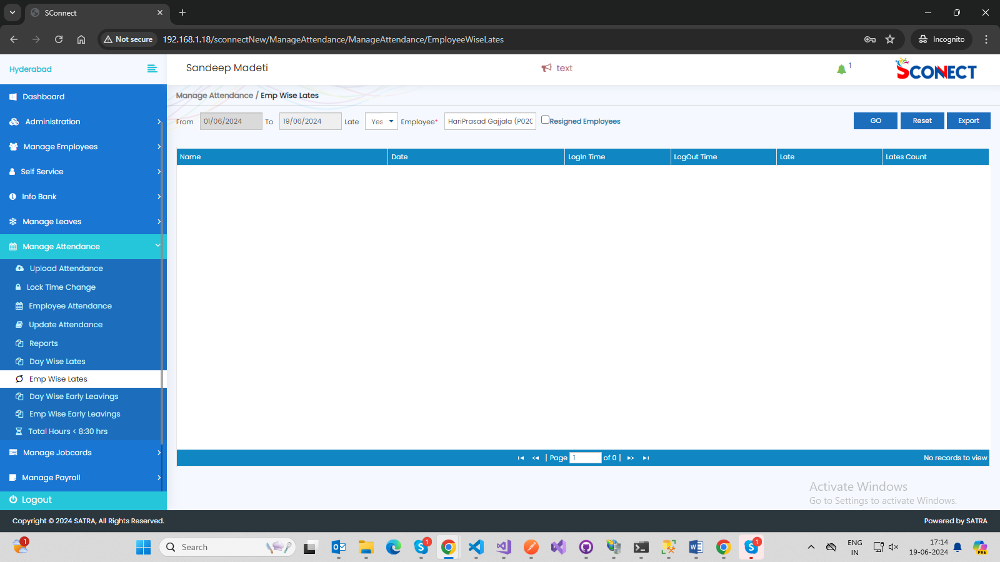 SConnect
Not secure
192.168.1.18/sconnectNew/ManageAttendance/ManageAttendance/EmployeeWiseLates
Incognito
Hyderabad
Sandeep Madeti
text
1
SCONNECT
Dashboard
Administration
Manage Employees
Self Service
Info Bank
Manage Leaves
Manage Attendance
Upload Attendance
Lock Time Change
Employee Attendance
Update Attendance
Reports
Day Wise Lates
Emp Wise Lates
Day Wise Early Leavings
Emp Wise Early Leavings
Total Hours < 8:30 hrs
Manage Jobcards
Manage Payroll
Logout
Manage Attendance / Emp Wise Lates
From 01/06/2024 To 19/06/2024 Late Yes Employee* HariPrasad Gajjala (P020 Resigned Employees GO Reset Export
Name Date LogIn Time LogOut Time Late Lates Count
Page 1 of 0 No records to view
Activate Windows
Go to Settings to activate Windows.
Copyright © 2024 SATRA, All Rights Reserved. Powered by SATRA
1
Search
1
1
ENG
IN
17:14
19-06-2024
PRE